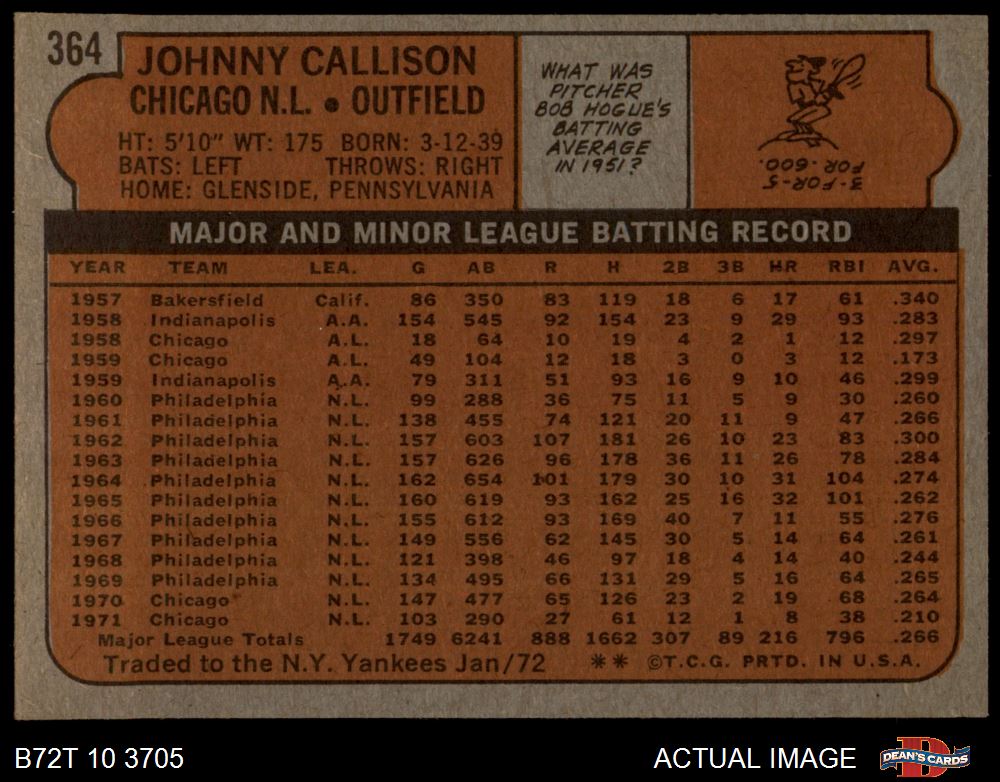 364
JOHNNY CALLISON
CHICAGO N.L. • OUTFIELD
HT: 5'10" WT: 175 BORN: 3-12-39
BATS: LEFT THROWS: RIGHT
HOME: GLENSIDE, PENNSYLVANIA
WHAT WAS
PITCHER
BOB HOGUE'S
BATTING
AVERAGE
IN 1951?
3-FOR-5
FOR .600.
MAJOR AND MINOR LEAGUE BATTING RECORD
YEAR TEAM LEA. G AB R H 2B 3B HR RBI AVG.
1957 Bakersfield Calif. 86 350 83 119 18 6 17 61 .340
1958 Indianapolis A.A. 154 545 92 154 23 9 29 93 .283
1958 Chicago A.L. 18 64 10 19 4 2 1 12 .297
1959 Chicago A.L. 49 104 12 18 3 0 3 12 .173
1959 Indianapolis A.A. 79 311 51 93 16 9 10 46 .299
1960 Philadelphia N.L. 99 288 36 75 11 5 9 30 .260
1961 Philadelphia N.L. 138 455 74 121 20 11 9 47 .266
1962 Philadelphia N.L. 157 603 107 181 26 10 23 83 .300
1963 Philadelphia N.L. 157 626 96 178 36 11 26 78 .284
1964 Philadelphia N.L. 162 654 101 179 30 10 31 104 .274
1965 Philadelphia N.L. 160 619 93 162 25 16 32 101 .262
1966 Philadelphia N.L. 155 612 93 169 40 7 11 55 .276
1967 Philadelphia N.L. 149 556 62 145 30 5 14 64 .261
1968 Philadelphia N.L. 121 398 46 97 18 4 14 40 .244
1969 Philadelphia N.L. 134 495 66 131 29 5 16 64 .265
1970 Chicago N.L. 147 477 65 126 23 2 19 68 .264
1971 Chicago N.L. 103 290 27 61 12 1 8 38 .210
Major League Totals 1749 6241 888 1662 307 89 216 796 .266
Traded to the N.Y. Yankees Jan/72 ** ©T.C.G. PRTD. IN U.S.A.
B72T 10 3705
ACTUAL IMAGE
DEAN'S CARDS